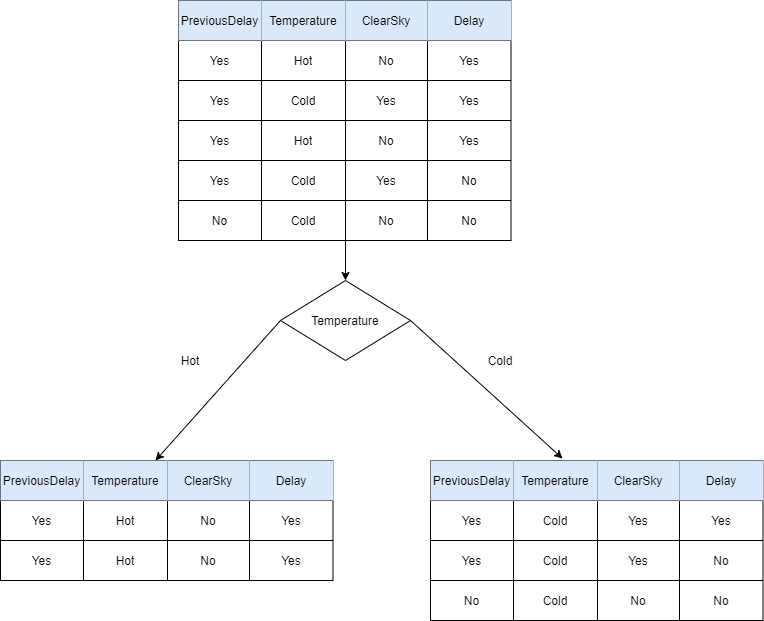 PreviousDelay Temperature ClearSky Delay
Yes Hot No Yes
Yes Cold Yes Yes
Yes Hot No Yes
Yes Cold Yes No
No Cold No No
Temperature
Hot Cold
PreviousDelay Temperature ClearSky Delay
Yes Hot No Yes
Yes Hot No Yes
PreviousDelay Temperature ClearSky Delay
Yes Cold Yes Yes
Yes Cold Yes No
No Cold No No